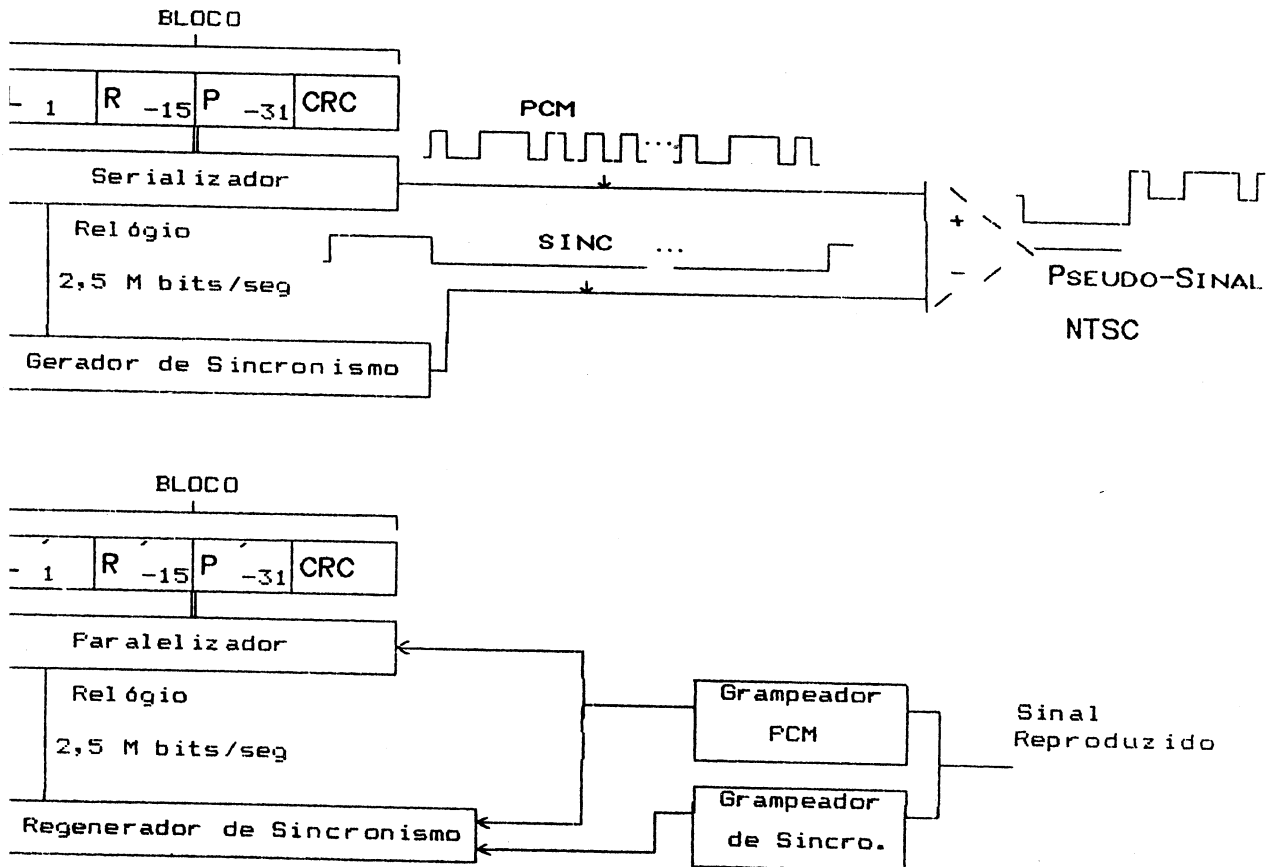 BLOCO
1 R -15 P -31 CRC
PCM
...
Serializador
Relógio
SINC ...
2,5 M bits/seg
+
-
PSEUDO-SINAL
NTSC
Gerador de Sincronismo
BLOCO
1 R´ -15 P´ -31 CRC
Paralelizador
Relógio
2,5 M bits/seg
Grampeador
PCM
Sinal
Reproduzido
Regenerador de Sincronismo
Grampeador
de Sincro.